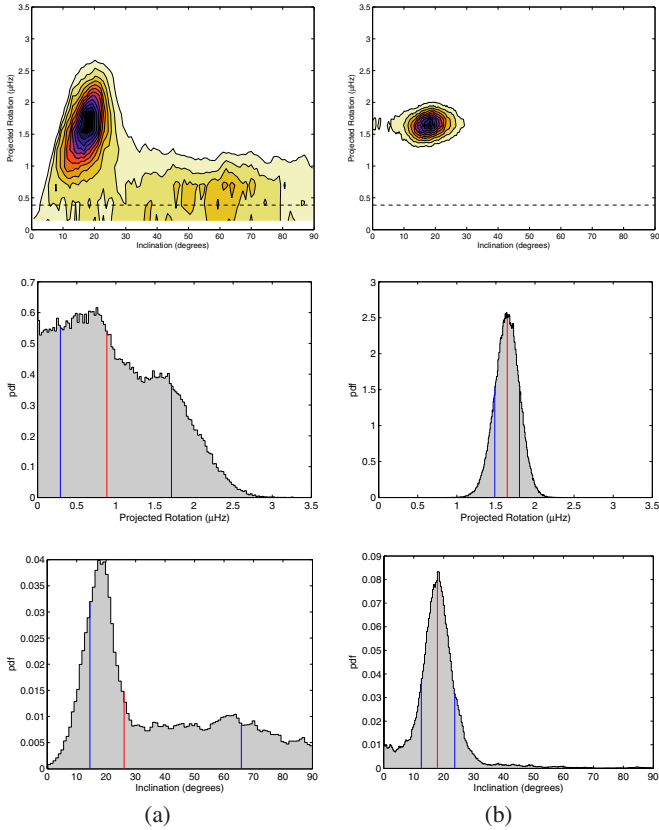 3.5
3
2.5
2
1.5
1
0.5
0
Projected Rotation (μHz)
0 10 20 30 40 50 60 70 80 90
Inclination (degrees)
3.5
3
2.5
2
1.5
1
0.5
0
Projected Rotation (μHz)
0 10 20 30 40 50 60 70 80 90
Inclination (degrees)
0.7
0.6
0.5
0.4
0.3
0.2
0.1
0
pdf
0 0.5 1 1.5 2 2.5 3 3.5
Projected Rotation (μHz)
3
2.5
2
1.5
1
0.5
0
pdf
0 0.5 1 1.5 2 2.5 3 3.5
Projected Rotation (μHz)
0.04
0.035
0.03
0.025
0.02
0.015
0.01
0.005
0
pdf
0 10 20 30 40 50 60 70 80 90
Inclination (degrees)
0.09
0.08
0.07
0.06
0.05
0.04
0.03
0.02
0.01
0
pdf
0 10 20 30 40 50 60 70 80 90
Inclination (degrees)
(a)
(b)